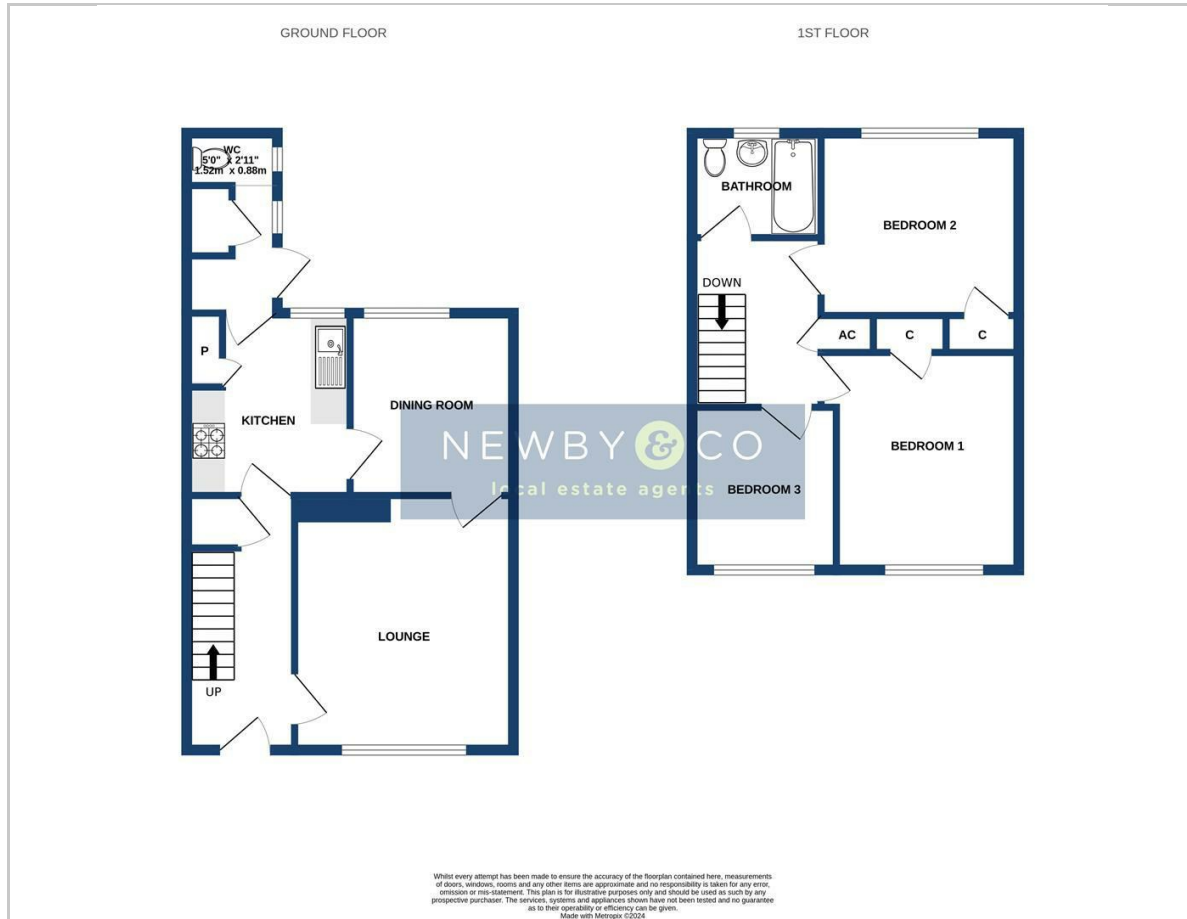 GROUND FLOOR
1ST FLOOR
WC
5'0" x 2'11"
1.52m x 0.88m
P
KITCHEN
DINING ROOM
LOUNGE
UP
BATHROOM
BEDROOM 2
DOWN
AC
C
C
BEDROOM 1
BEDROOM 3
NEWBY & CO
local estate agents
Whilst every attempt has been made to ensure the accuracy of the floorplan contained here, measurements
of doors, windows, rooms and any other items are approximate and no responsibility is taken for any error,
omission or mis-statement. This plan is for illustrative purposes only and should be used as such by any
prospective purchaser. The services, systems and appliances shown have not been tested and no guarantee
as to their operability or efficiency can be given.
Made with Metropix ©2024